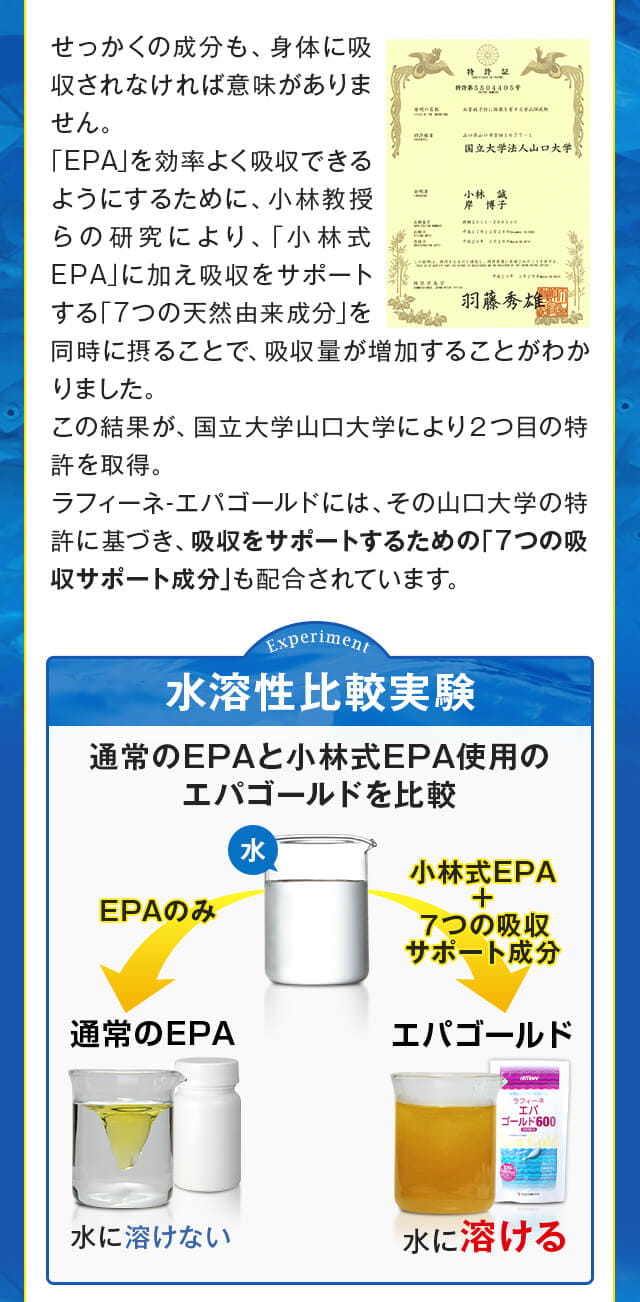 せっかくの成分も、身体に吸
収されなければ意味がありま
せん。
「EPA」を効率よく吸収できる
ようにするために、小林教授
らの研究により、「小林式
EPA」に加え吸収をサポート
する「7つの天然由来成分」を
同時に摂ることで、吸収量が増加することがわか
りました。
この結果が、国立大学山口大学により2つ目の特
許を取得。
ラフィーネ-エパゴールドには、その山口大学の特
許に基づき、吸収をサポートするための「7つの吸
収サポート成分」も配合されています。
特許証
特許第5504405号
国立大学法人山口大学
小林 誠
岸 博子
羽藤秀雄
Experiment
水溶性比較実験
通常のEPAと小林式EPA使用の
エパゴールドを比較
水
EPAのみ
小林式EPA
+
7つの吸収
サポート成分
通常のEPA
エパゴールド
ラフィーネ
エパ
ゴールド600
水に溶けない
水に溶ける